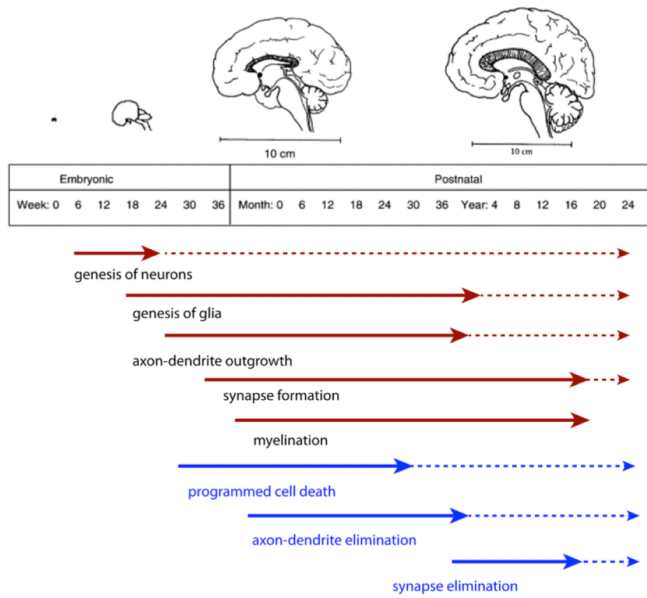 10 cm
10 cm
Embryonic Postnatal
Week: 0 6 12 18 24 30 36 Month: 0 6 12 18 24 30 36 Year: 4 8 12 16 20 24
genesis of neurons
genesis of glia
axon-dendrite outgrowth
synapse formation
myelination
programmed cell death
axon-dendrite elimination
synapse elimination